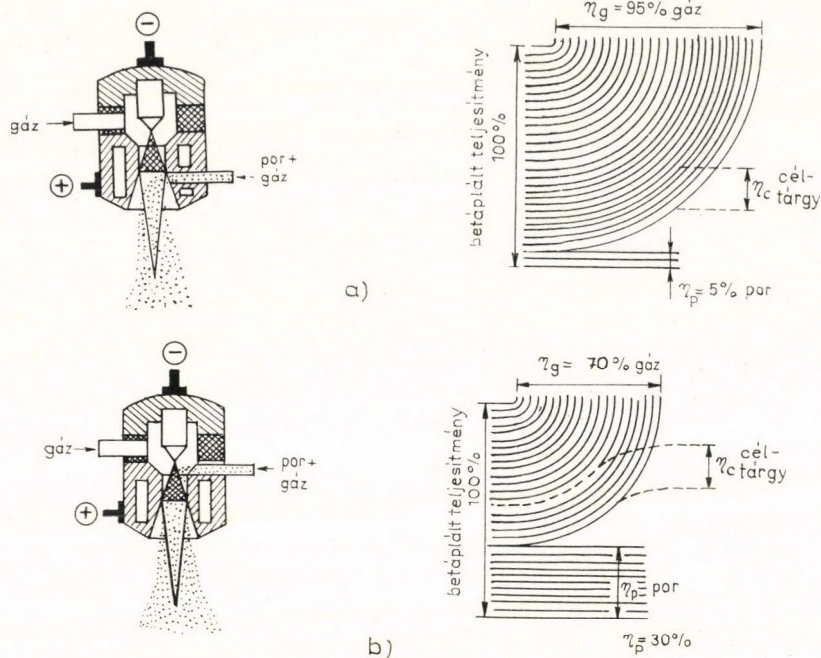 −
gáz
+
por+
gáz
ηg = 95% gáz
betáplált teljesítmény
100%
ηc
cél-
tárgy
ηp = 5% por
a)
−
gáz
+
por+
gáz
ηg = 70% gáz
betáplált teljesítmény
100%
ηc
cél-
tárgy
ηp por
ηp = 30%
b)